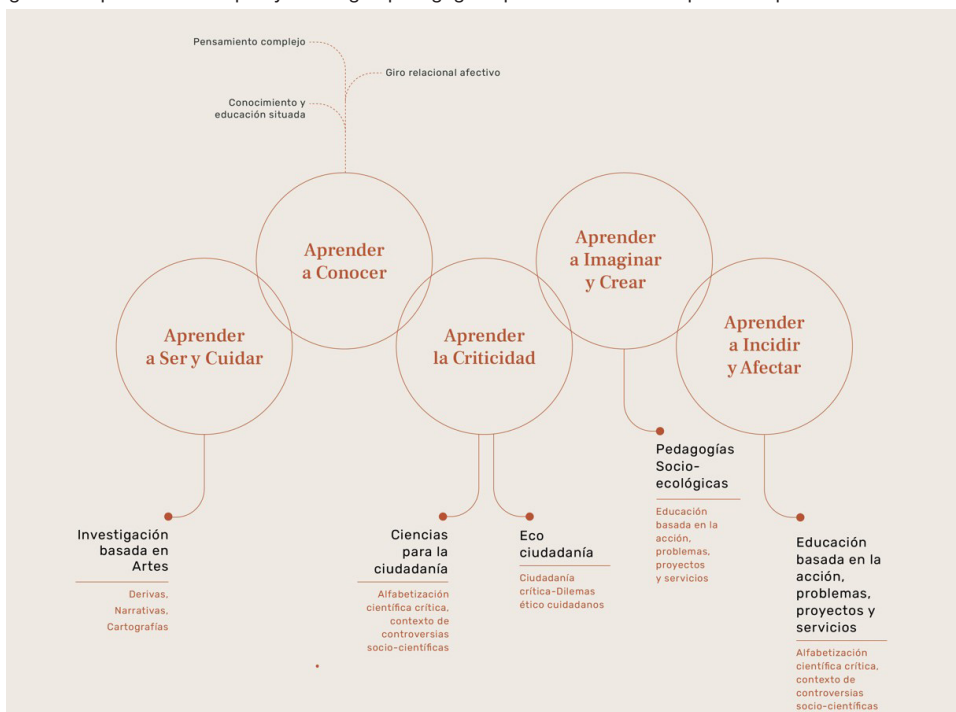 Pensamiento complejo
Giro relacional afectivo
Conocimiento y
educación situada
Aprender
a Conocer
Aprender
a Imaginar
y Crear
Aprender
a Ser y Cuidar
Aprender
la Criticidad
Aprender
a Incidir
y Afectar
Investigación
basada en
Artes
Derivas,
Narrativas,
Cartografías
Ciencias
para la
ciudadanía
Alfabetización
científica crítica,
contexto de
controversias
socio-científicas
Eco
ciudadanía
Ciudadanía
crítica-Dilemas
ético cuidadanos
Pedagogías
Socio-
ecológicas
Educación
basada en la
acción,
problemas,
proyectos
y servicios
Educación
basada en la
acción,
problemas,
proyectos y
servicios
Alfabetización
científica crítica,
contexto de
controversias
socio-científicas